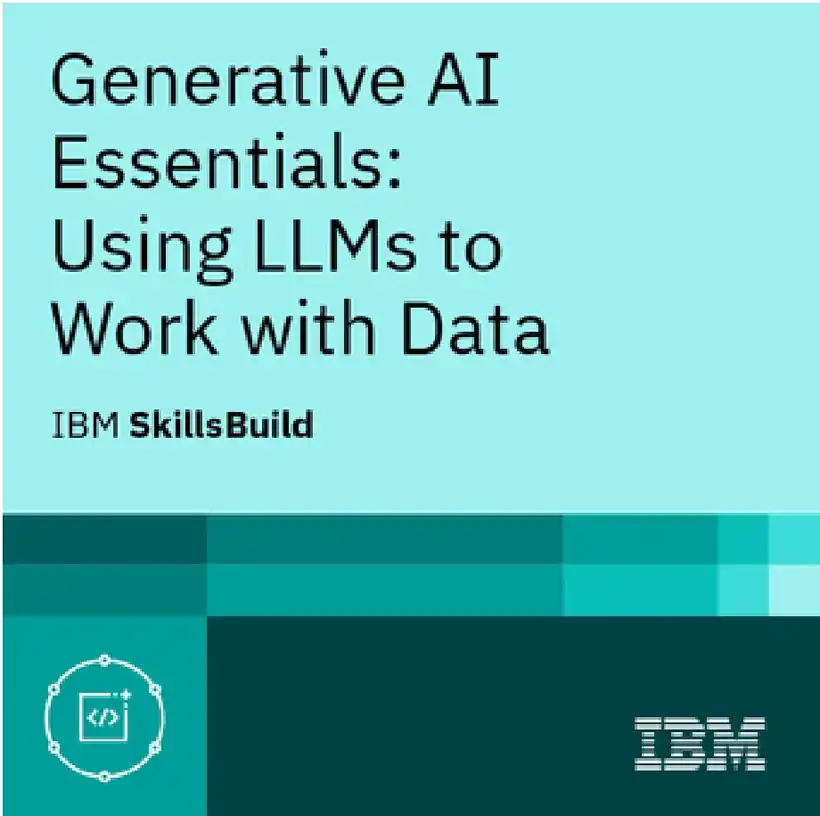 Generative AI
Essentials:
Using LLMs to
Work with Data
IBM SkillsBuild
</>
IBM